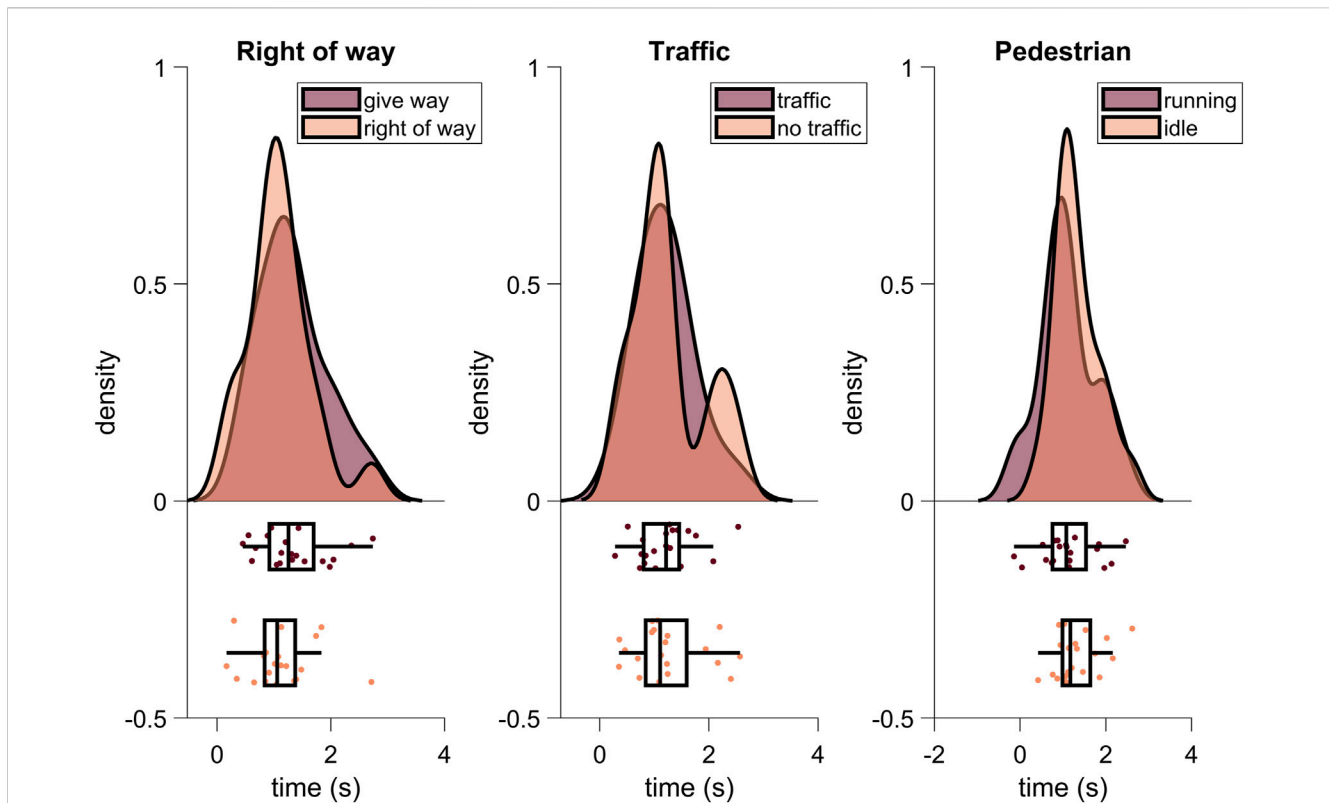 Right of way
1
give way
right of way
0.5
density
0
-0.5
0
2
4
time (s)
Traffic
1
traffic
no traffic
0.5
density
0
-0.5
0
2
4
time (s)
Pedestrian
1
running
idle
0.5
density
0
-0.5
-2
0
2
4
time (s)